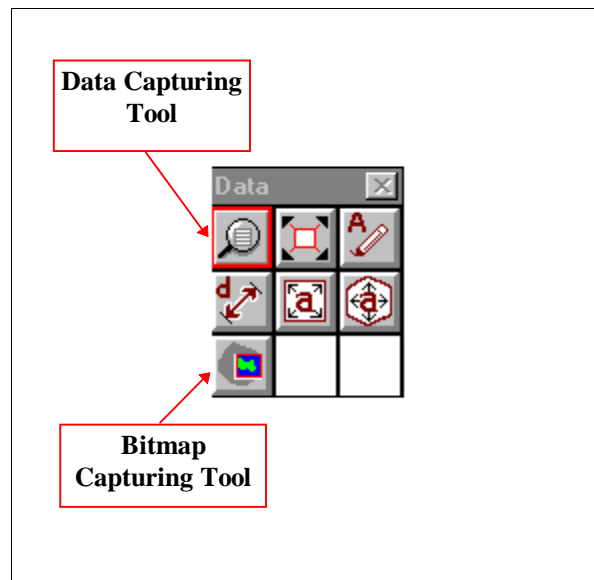 Data Capturing
Tool
Data
A
d
a
a
Bitmap
Capturing Tool